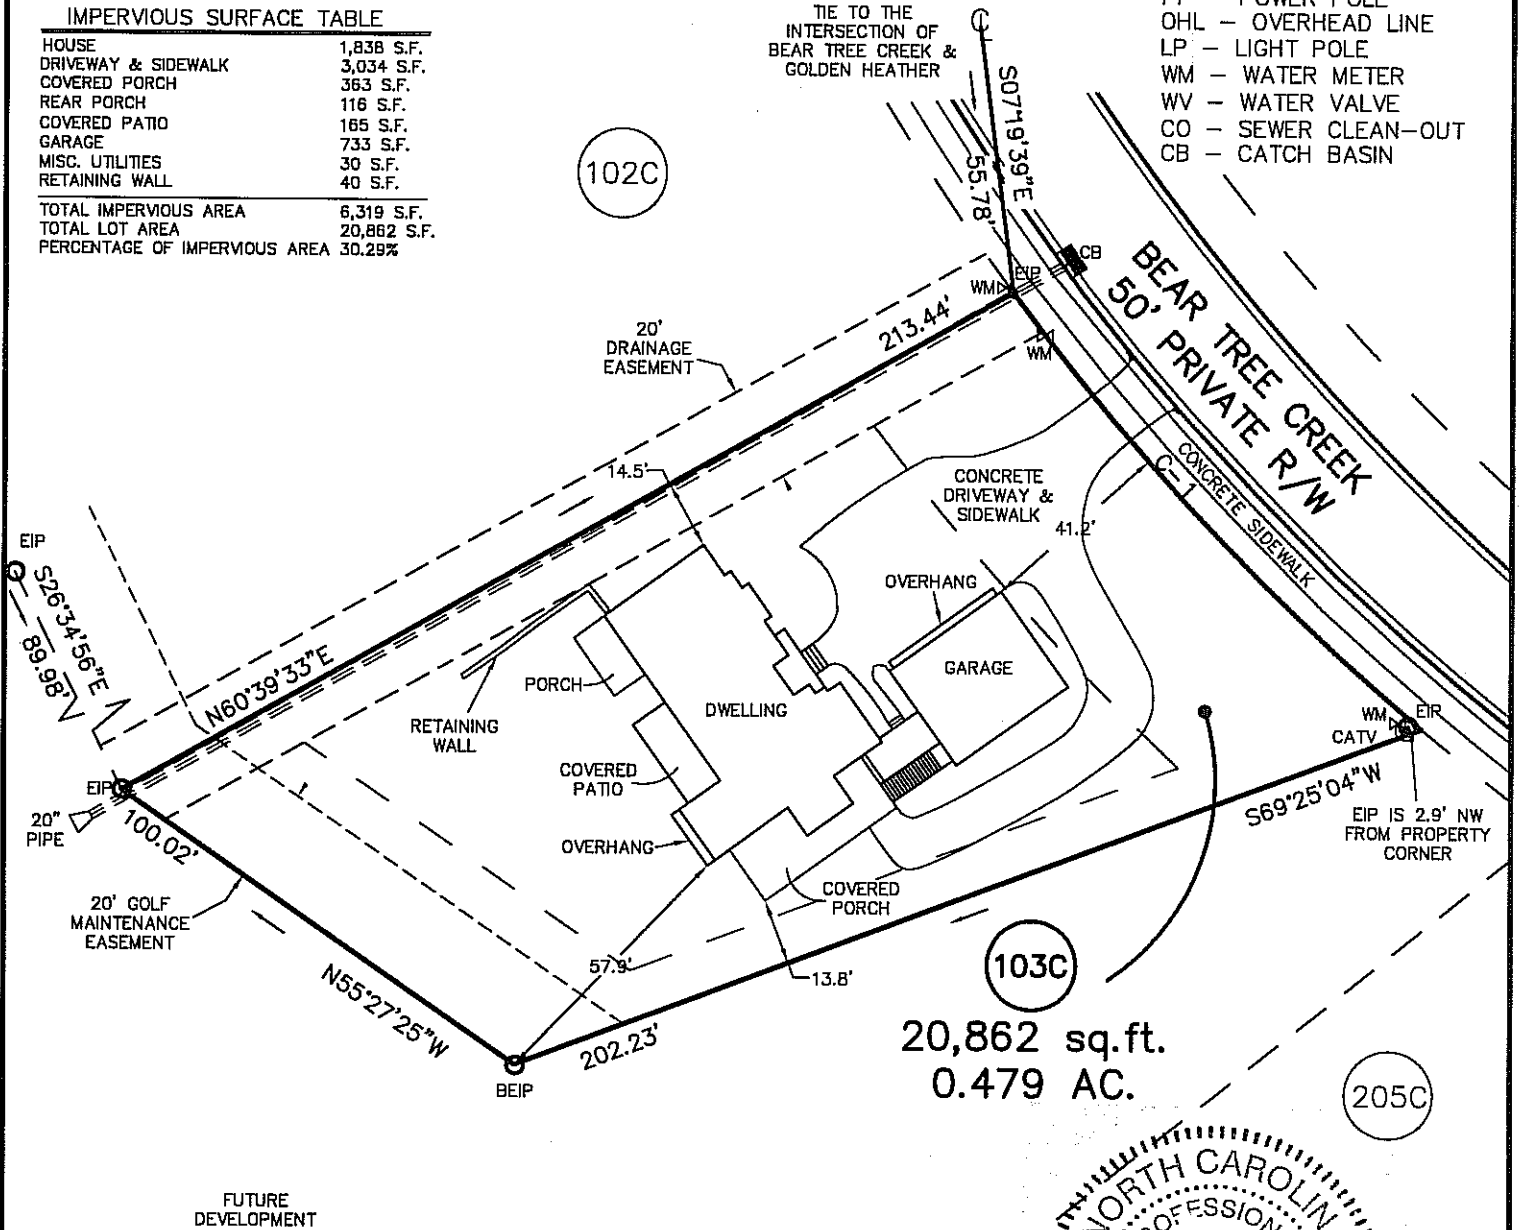 IMPERVIOUS SURFACE TABLE
HOUSE 1,838 S.F.
DRIVEWAY & SIDEWALK 3,034 S.F.
COVERED PORCH 363 S.F.
REAR PORCH 116 S.F.
COVERED PATIO 165 S.F.
GARAGE 733 S.F.
MISC. UTILITIES 30 S.F.
RETAINING WALL 40 S.F.
TOTAL IMPERVIOUS AREA 6,319 S.F.
TOTAL LOT AREA 20,862 S.F.
PERCENTAGE OF IMPERVIOUS AREA 30.29%
TIE TO THE
INTERSECTION OF
BEAR TREE CREEK &
GOLDEN HEATHER
PP - POWER POLE
OHL - OVERHEAD LINE
LP - LIGHT POLE
WM - WATER METER
WV - WATER VALVE
CO - SEWER CLEAN-OUT
CB - CATCH BASIN
102C
S07°19'39"E
55.78'
CB
EIP
WM
WM
BEAR TREE CREEK
50' PRIVATE R/W
213.44'
20'
DRAINAGE
EASEMENT
14.5'
CONCRETE
DRIVEWAY &
SIDEWALK
C-1
CONCRETE SIDEWALK
41.2'
EIP
S26°34'56"E
89.98'
OVERHANG
GARAGE
N60°39'33"E
PORCH
RETAINING
WALL
DWELLING
WM
EIR
CATV
COVERED
PATIO
EIP
20"
PIPE
100.02'
S69°25'04"W
EIP IS 2.9' NW
FROM PROPERTY
CORNER
OVERHANG
20' GOLF
MAINTENANCE
EASEMENT
COVERED
PORCH
57.9'
13.8'
103C
N55°27'25"W
202.23'
20,862 sq.ft.
0.479 AC.
BEIP
205C
NORTH CAROLIN
OFESSION
FUTURE
DEVELOPMENT